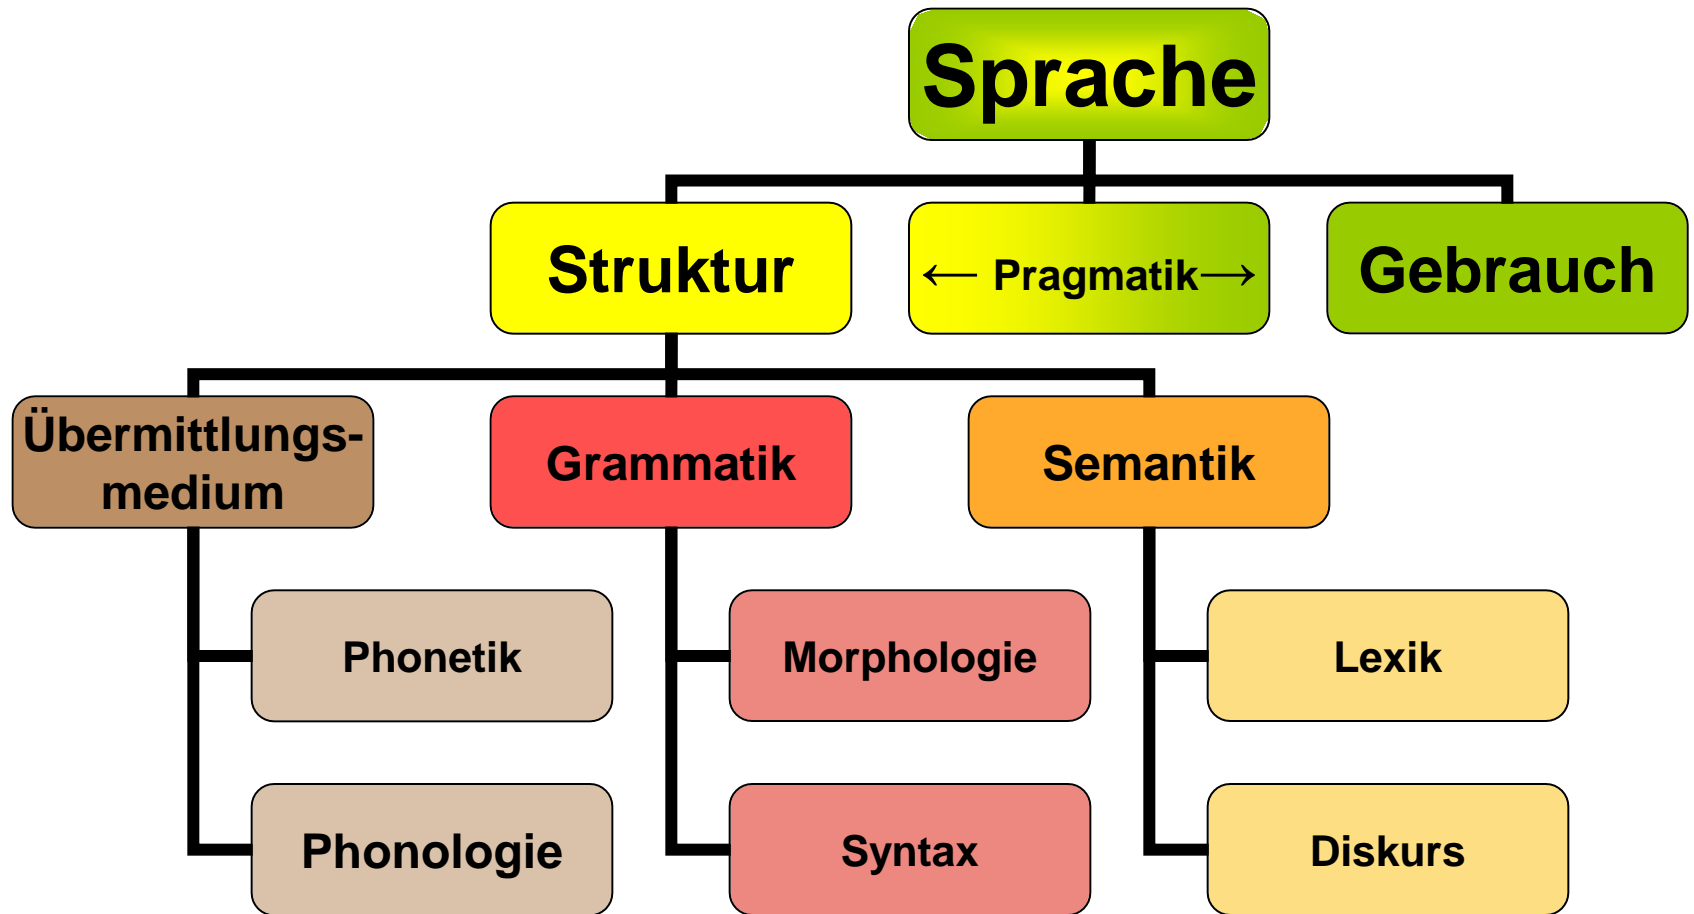 Sprache
Struktur
← Pragmatik→
Gebrauch
Übermittlungs-
medium
Grammatik
Semantik
Phonetik
Morphologie
Lexik
Phonologie
Syntax
Diskurs